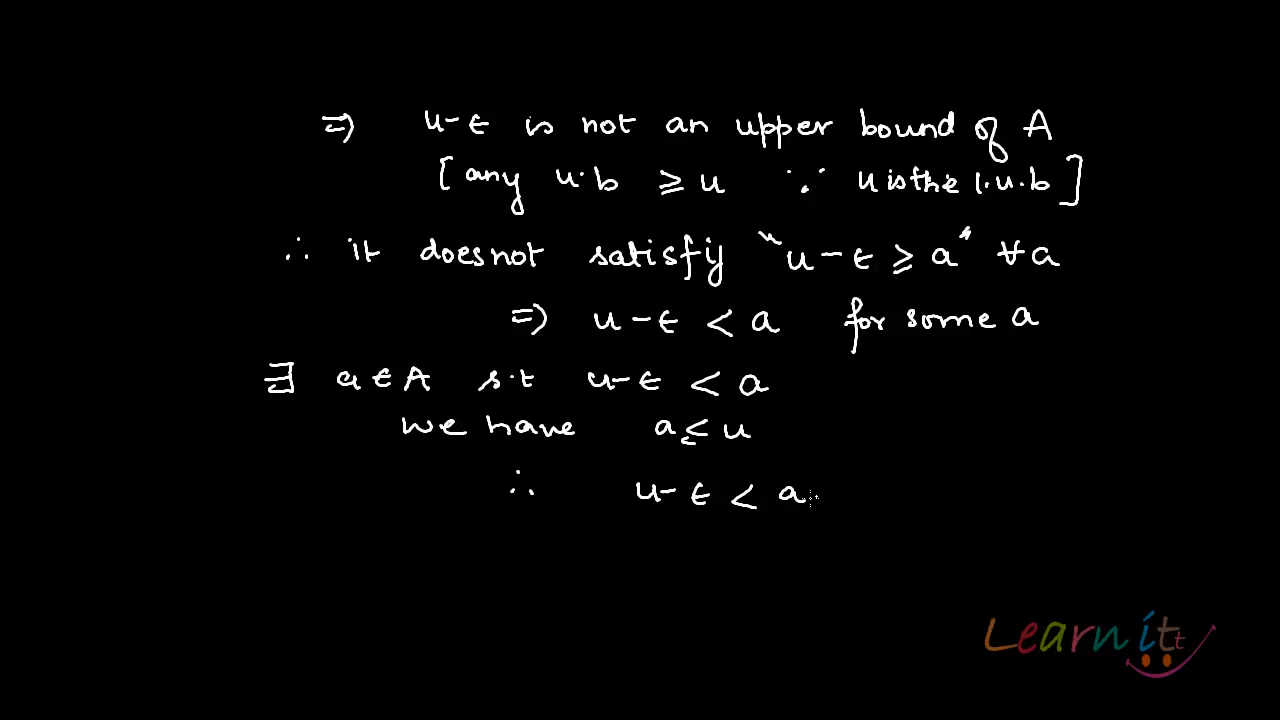 ⇒ u-ε is not an upper bound of A
[any u.b ≥ u ∵ u is the l.u.b]
∴ it does not satisfy "u-ε ≥ a" ∀a
⇒ u-ε < a for some a
∃ a∈A s.t u-ε < a
we have a ≤ u
∴ u-ε < a
Learnitt